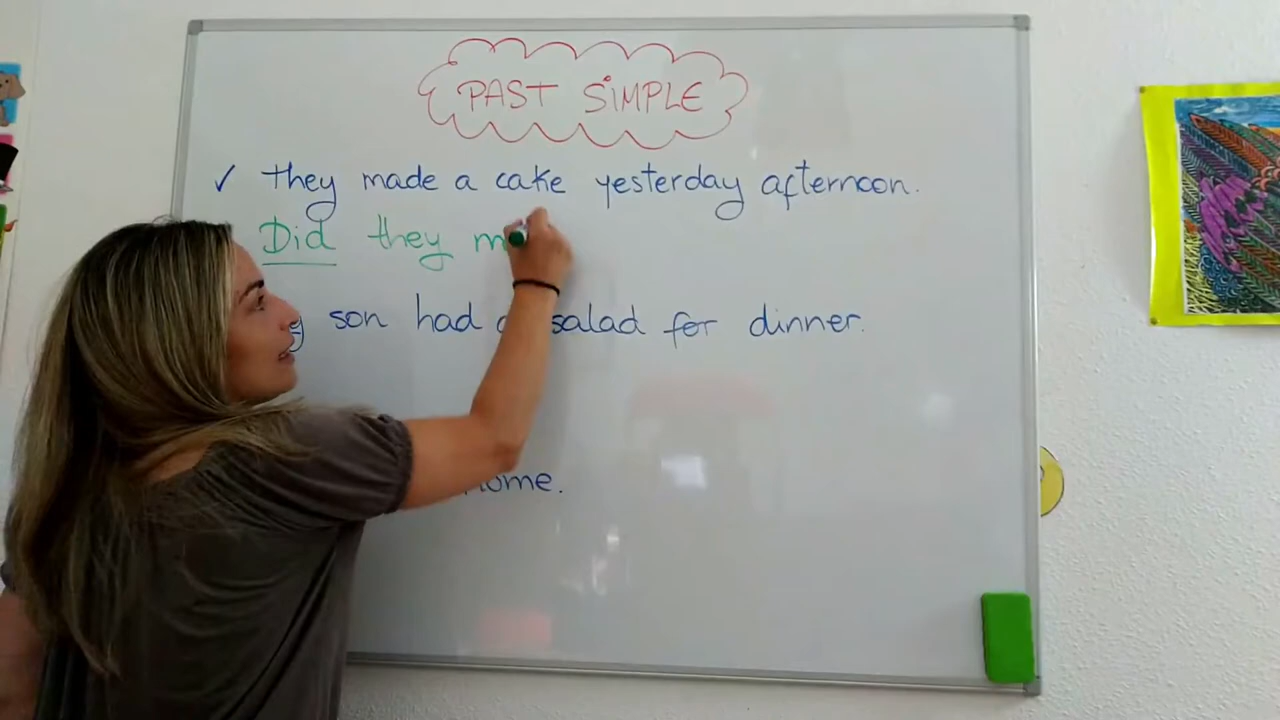 PAST SIMPLE
✓ they made a cake yesterday afternoon.
Did they m
son had a salad for dinner.
home.